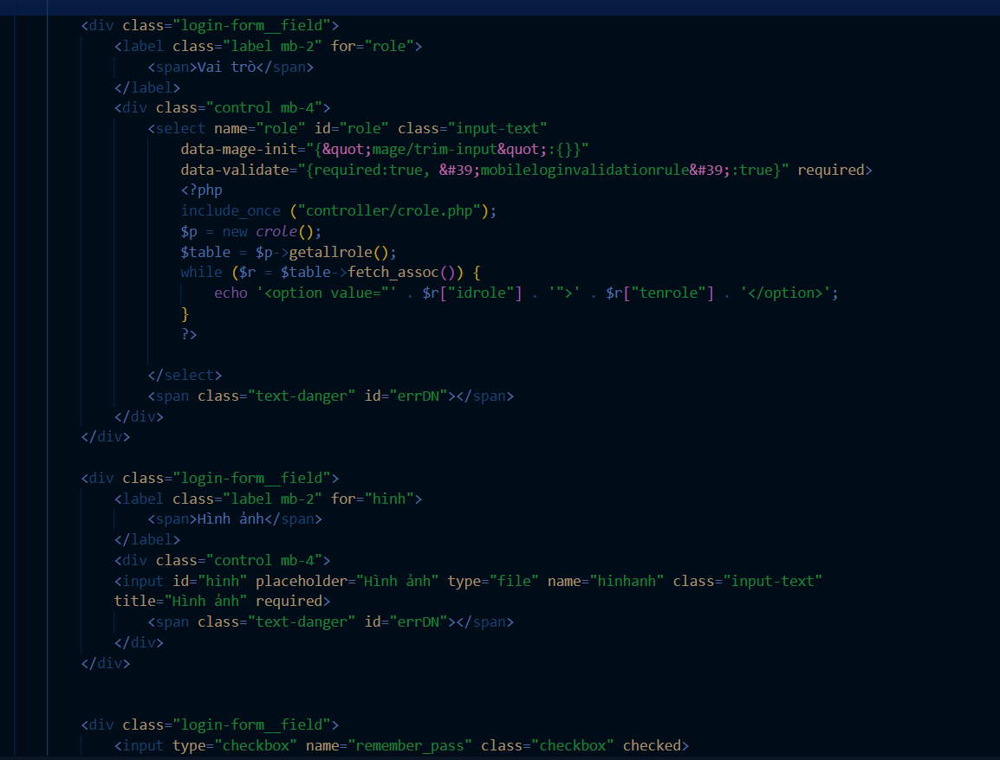 <div class="login-form__field">
<label class="label mb-2" for="role">
<span>Vai trò</span>
</label>
<div class="control mb-4">
<select name="role" id="role" class="input-text"
data-mage-init="{&quot;mage/trim-input&quot;:{}}"
data-validate="{required:true, &#39;mobileloginvalidationrule&#39;:true}" required>
<?php
include_once ("controller/crole.php");
$p = new crole();
$table = $p->getallrole();
while ($r = $table->fetch_assoc()) {
echo '<option value="' . $r["idrole"] . '">' . $r["tenrole"] . '</option>';
}
?>
</select>
<span class="text-danger" id="errDN"></span>
</div>
</div>
<div class="login-form__field">
<label class="label mb-2" for="hinh">
<span>Hình ảnh</span>
</label>
<div class="control mb-4">
<input id="hinh" placeholder="Hình ảnh" type="file" name="hinhanh" class="input-text"
title="Hình ảnh" required>
<span class="text-danger" id="errDN"></span>
</div>
</div>
<div class="login-form__field">
<input type="checkbox" name="remember_pass" class="checkbox" checked>